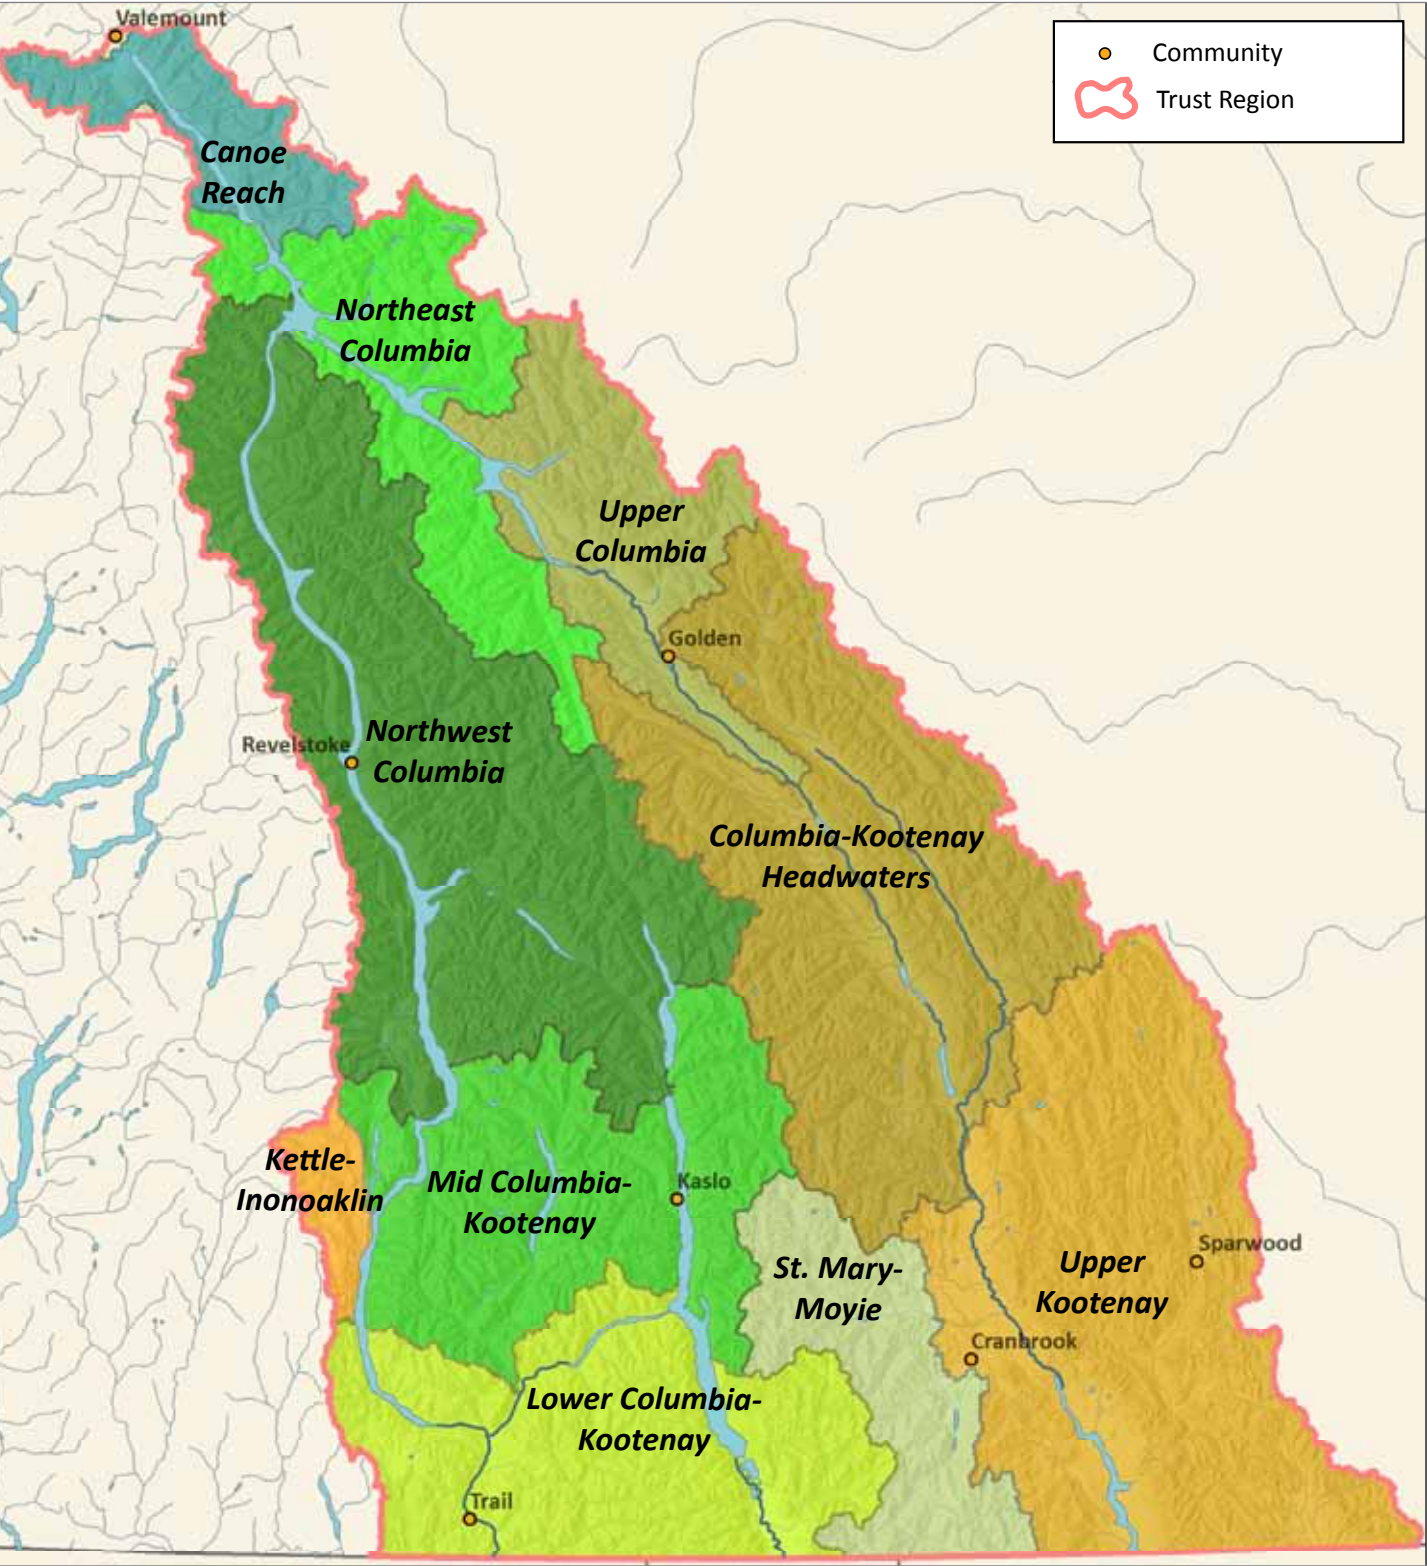 Valemount
Community
Trust Region
Canoe
Reach
Northeast
Columbia
Upper
Columbia
Golden
Revelstoke
Northwest
Columbia
Columbia-Kootenay
Headwaters
Kettle-
Inonoaklin
Mid Columbia-
Kootenay
Kaslo
St. Mary-
Moyie
Upper
Kootenay
Sparwood
Cranbrook
Lower Columbia-
Kootenay
Trail